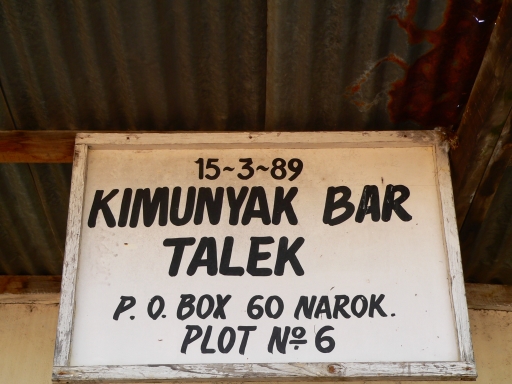 15~3~89
KIMUNYAK BAR
TALEK
P. O. BOX 60 NAROK.
PLOT Nº 6